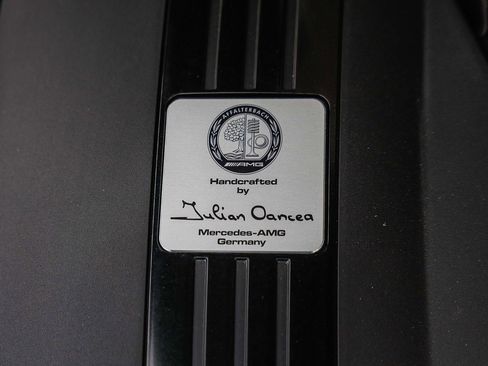 AFFALTERBACH
AMG
Handcrafted
by
Julian Oancea
Mercedes-AMG
Germany